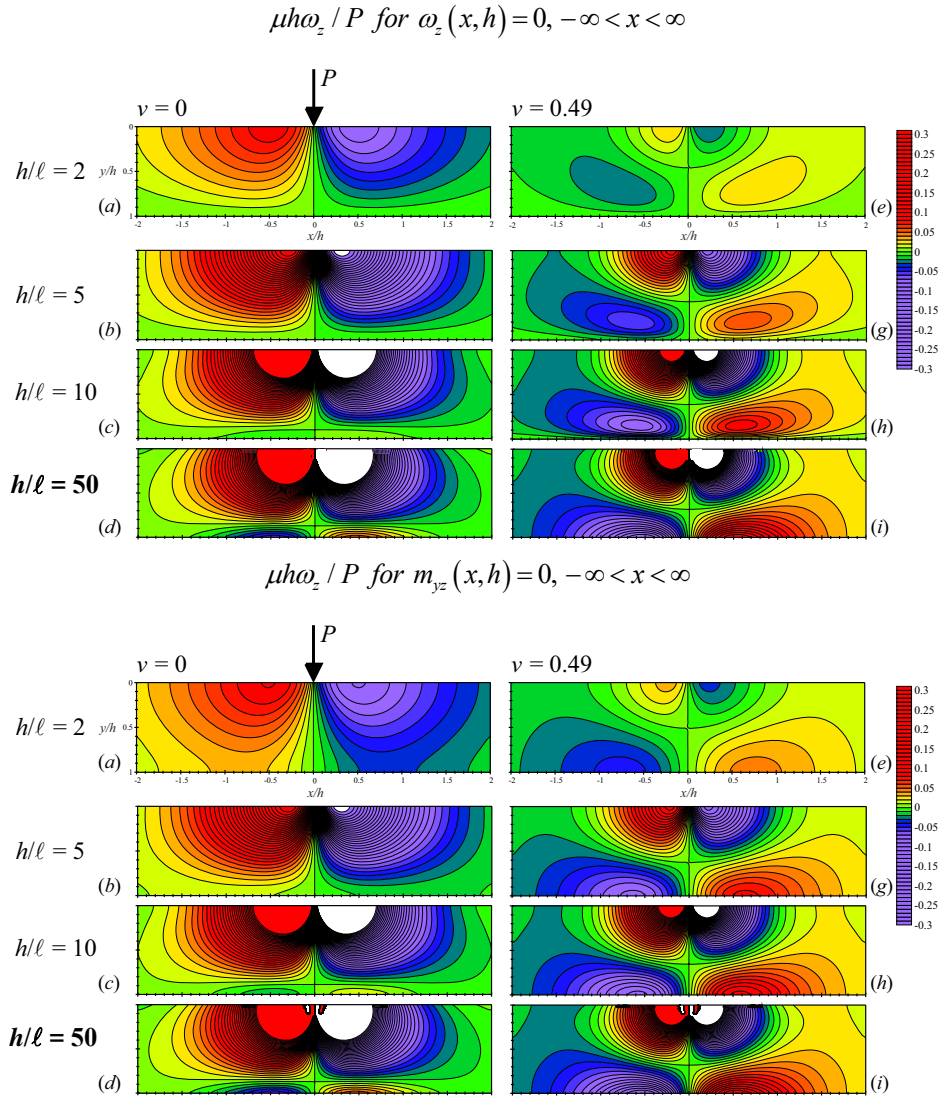 μhω_z / P for ω_z(x,h)=0, −∞<x<∞
P
ν = 0
ν = 0.49
h/ℓ = 2
y/h
0
0.5
1
(a)
-2 -1.5 -1 -0.5 0 0.5 1 1.5 2
x/h
(e)
-2 -1.5 -1 -0.5 0 0.5 1 1.5 2
x/h
0.3
0.25
0.2
0.15
0.1
0.05
0
-0.05
-0.1
-0.15
-0.2
-0.25
-0.3
h/ℓ = 5
(b)
(g)
h/ℓ = 10
(c)
(h)
h/ℓ = 50
(d)
(i)
μhω_z / P for m_yz(x,h)=0, −∞<x<∞
P
ν = 0
ν = 0.49
h/ℓ = 2
y/h
0
0.5
1
(a)
-2 -1.5 -1 -0.5 0 0.5 1 1.5 2
x/h
(e)
-2 -1.5 -1 -0.5 0 0.5 1 1.5 2
x/h
0.3
0.25
0.2
0.15
0.1
0.05
0
-0.05
-0.1
-0.15
-0.2
-0.25
-0.3
h/ℓ = 5
(b)
(g)
h/ℓ = 10
(c)
(h)
h/ℓ = 50
(d)
(i)